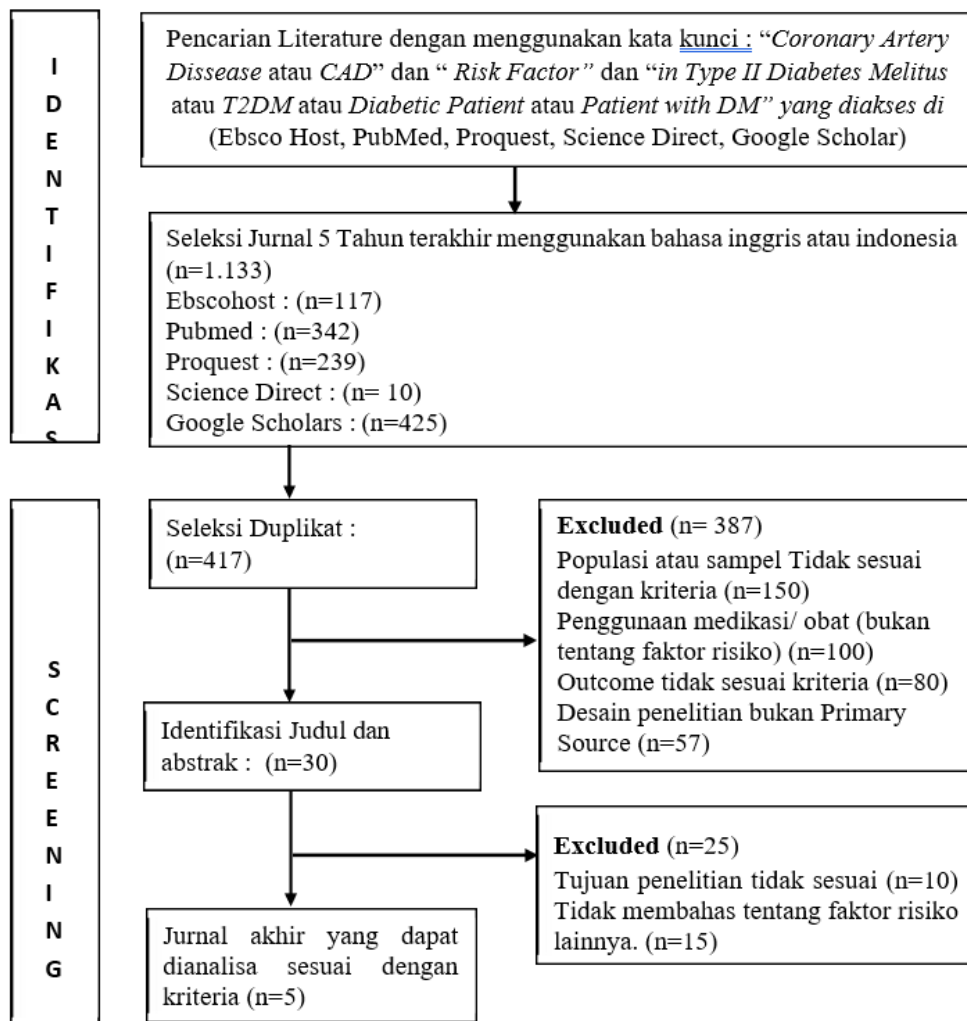 I
D
E
N
T
I
F
I
K
A
S
Pencarian Literature dengan menggunakan kata kunci : “Coronary Artery
Dissease atau CAD” dan “ Risk Factor” dan “in Type II Diabetes Melitus
atau T2DM atau Diabetic Patient atau Patient with DM” yang diakses di
(Ebsco Host, PubMed, Proquest, Science Direct, Google Scholar)
Seleksi Jurnal 5 Tahun terakhir menggunakan bahasa inggris atau indonesia
(n=1.133)
Ebscohost : (n=117)
Pubmed : (n=342)
Proquest : (n=239)
Science Direct : (n= 10)
Google Scholars : (n=425)
S
C
R
E
E
N
I
N
G
Seleksi Duplikat :
(n=417)
Excluded (n= 387)
Populasi atau sampel Tidak sesuai
dengan kriteria (n=150)
Penggunaan medikasi/ obat (bukan
tentang faktor risiko) (n=100)
Outcome tidak sesuai kriteria (n=80)
Desain penelitian bukan Primary
Source (n=57)
Identifikasi Judul dan
abstrak :  (n=30)
Excluded (n=25)
Tujuan penelitian tidak sesuai (n=10)
Tidak membahas tentang faktor risiko
lainnya. (n=15)
Jurnal akhir yang dapat
dianalisa sesuai dengan
kriteria (n=5)